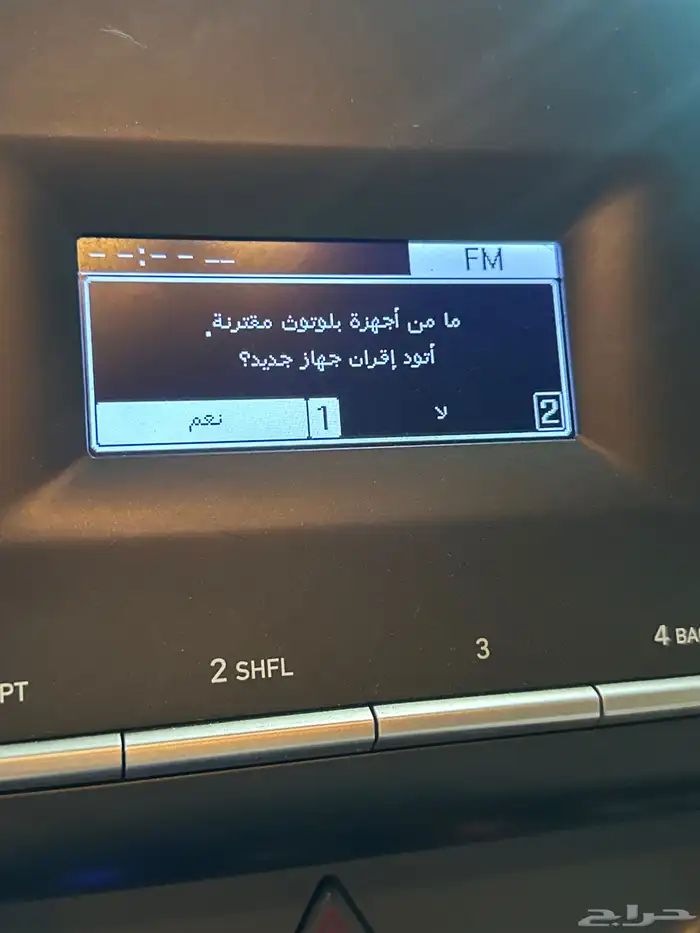 -- : -- -- FM
ما من أجهزة بلوتوث مقترنة.
أتود إقران جهاز جديد؟
نعم 1 لا 2
PT 2 SHFL 3 4 BA
حراج